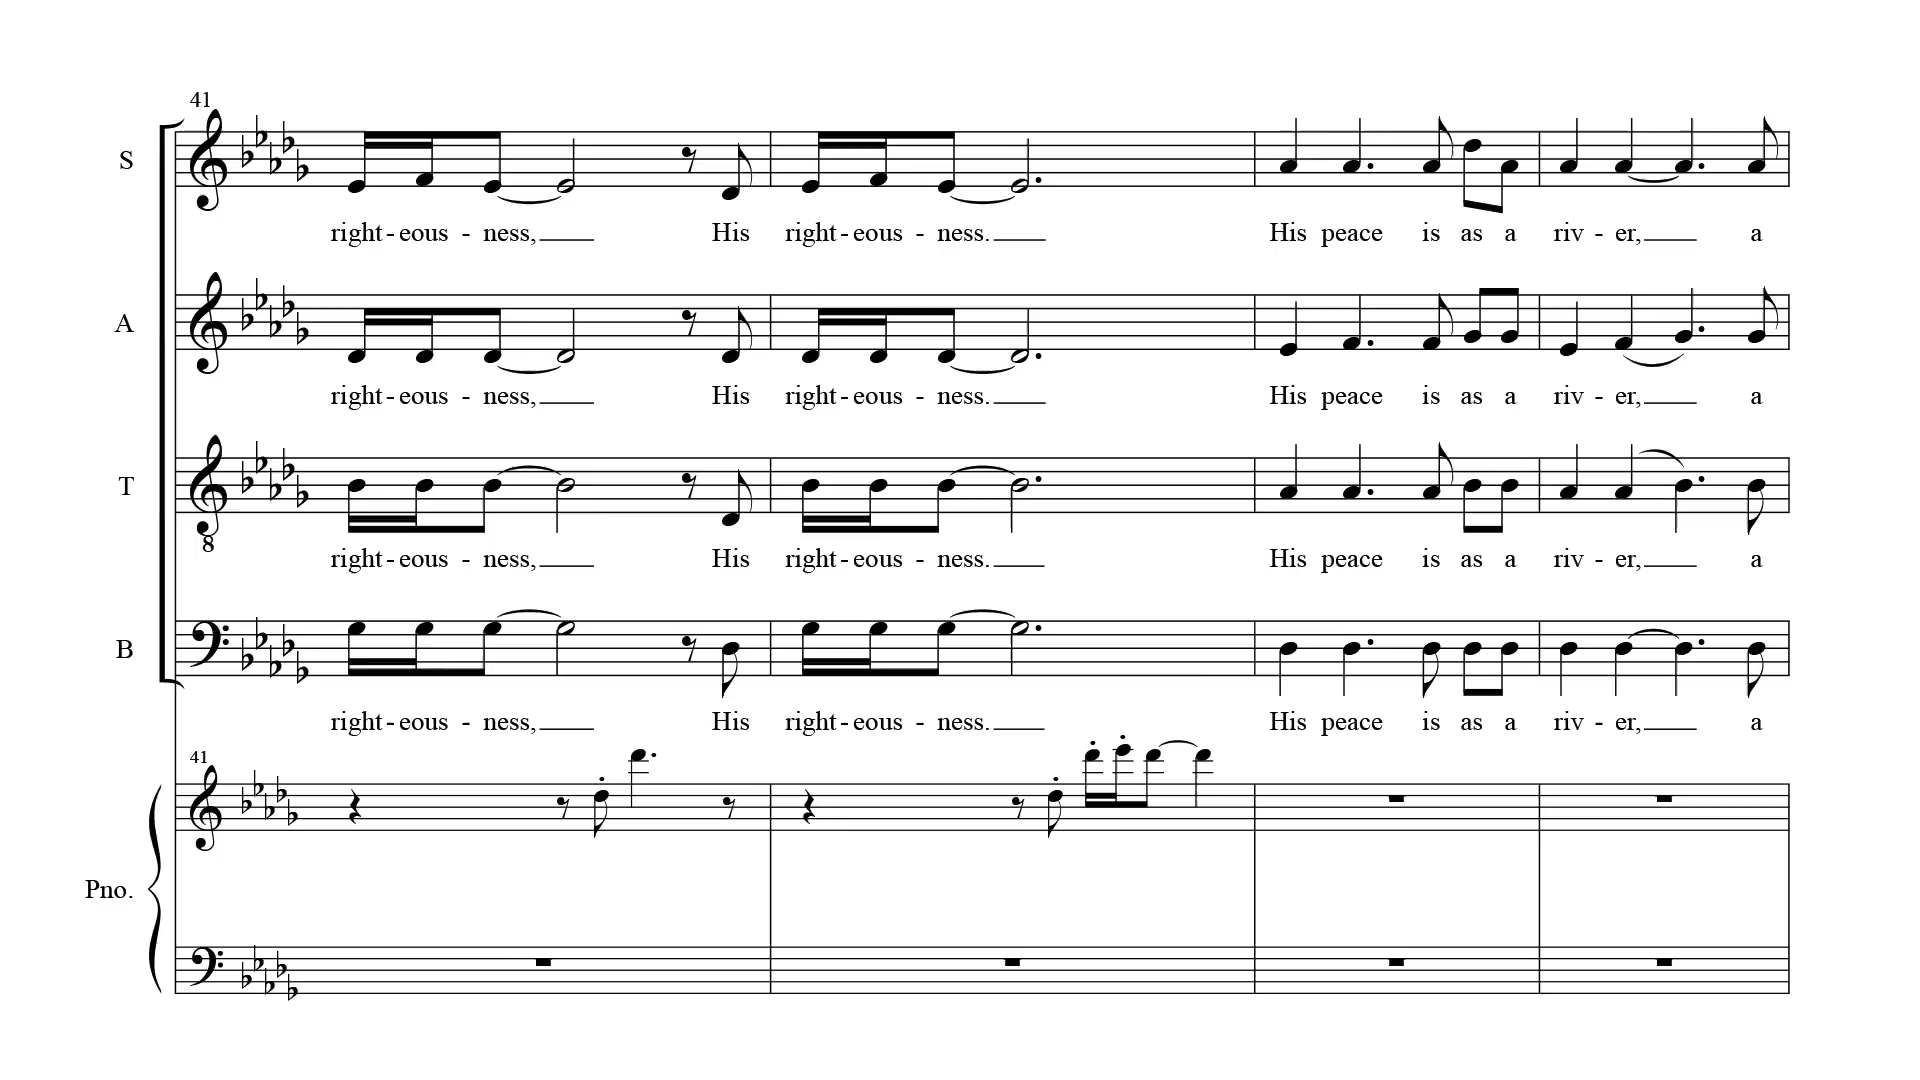 41
S
right - eous - ness, His right - eous - ness. His peace is as a riv - er, a
A
right - eous - ness, His right - eous - ness. His peace is as a riv - er, a
T
8
right - eous - ness, His right - eous - ness. His peace is as a riv - er, a
B
right - eous - ness, His right - eous - ness. His peace is as a riv - er, a
41
Pno.